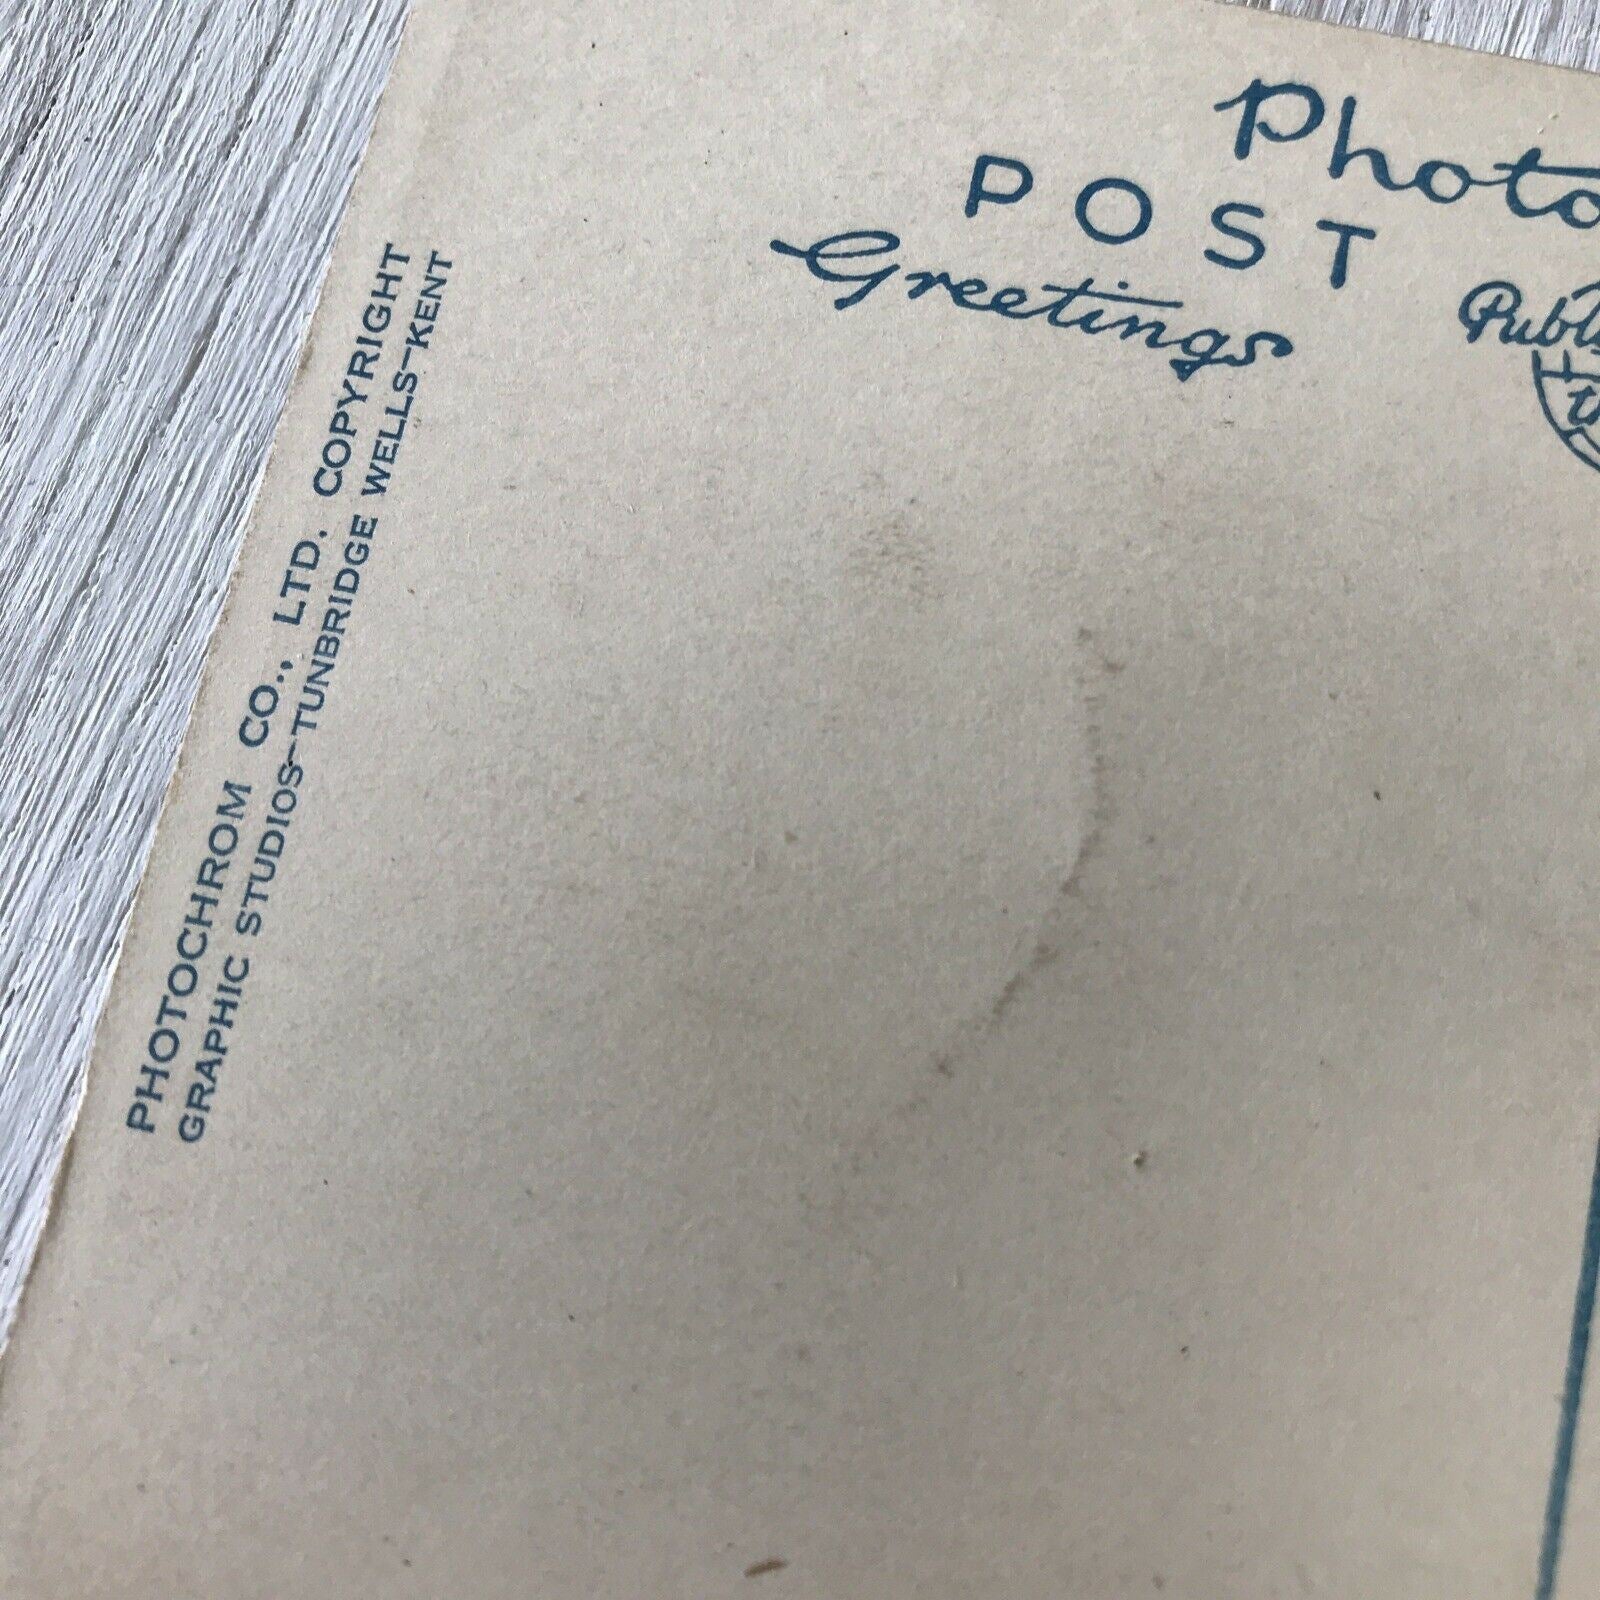 Photo
POST
Greetings
PHOTOCHROM CO., LTD. COPYRIGHT
GRAPHIC STUDIOS—TUNBRIDGE WELLS—KENT